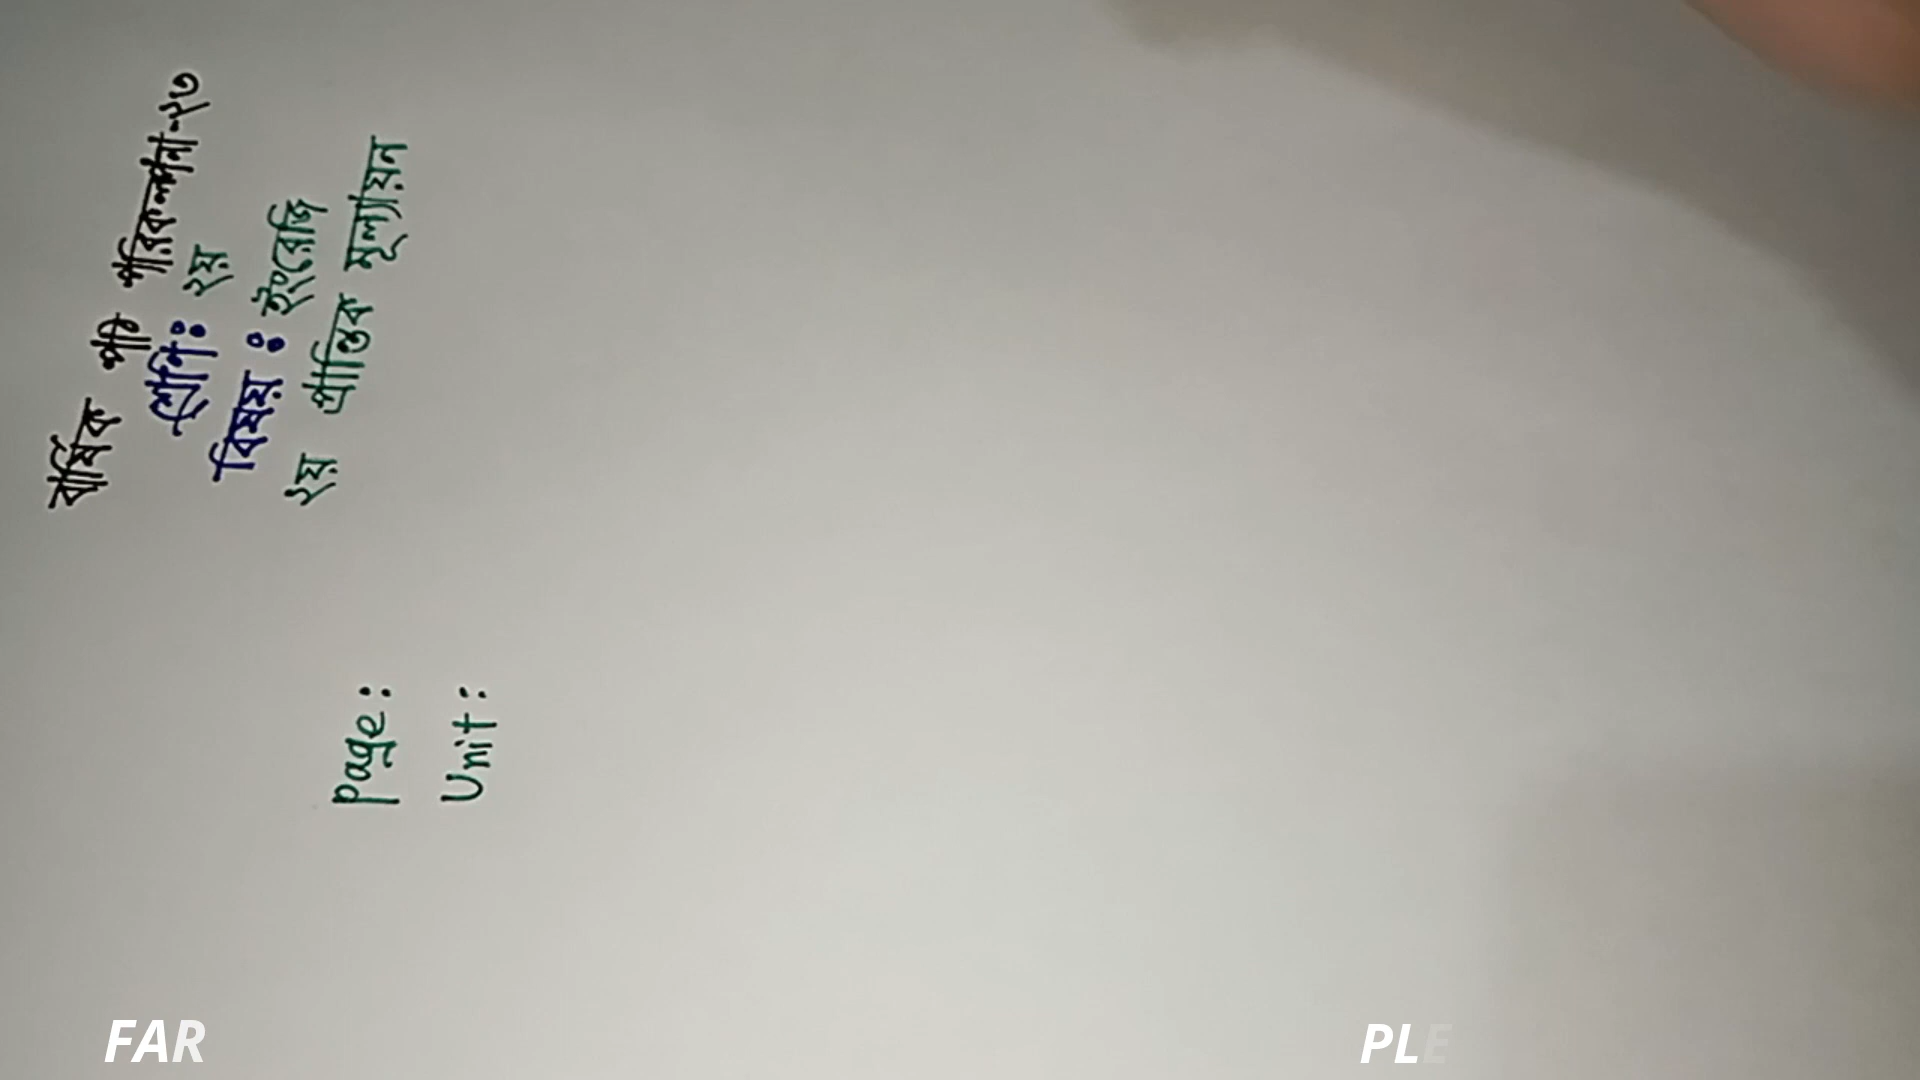 বার্ষিক পাঠ পরিকল্পনা-২৩
শ্রেণি: ২য়
বিষয়: ইংরেজি
২য় প্রান্তিক মূল্যায়ন
Page:
Unit:
FAR
PLE